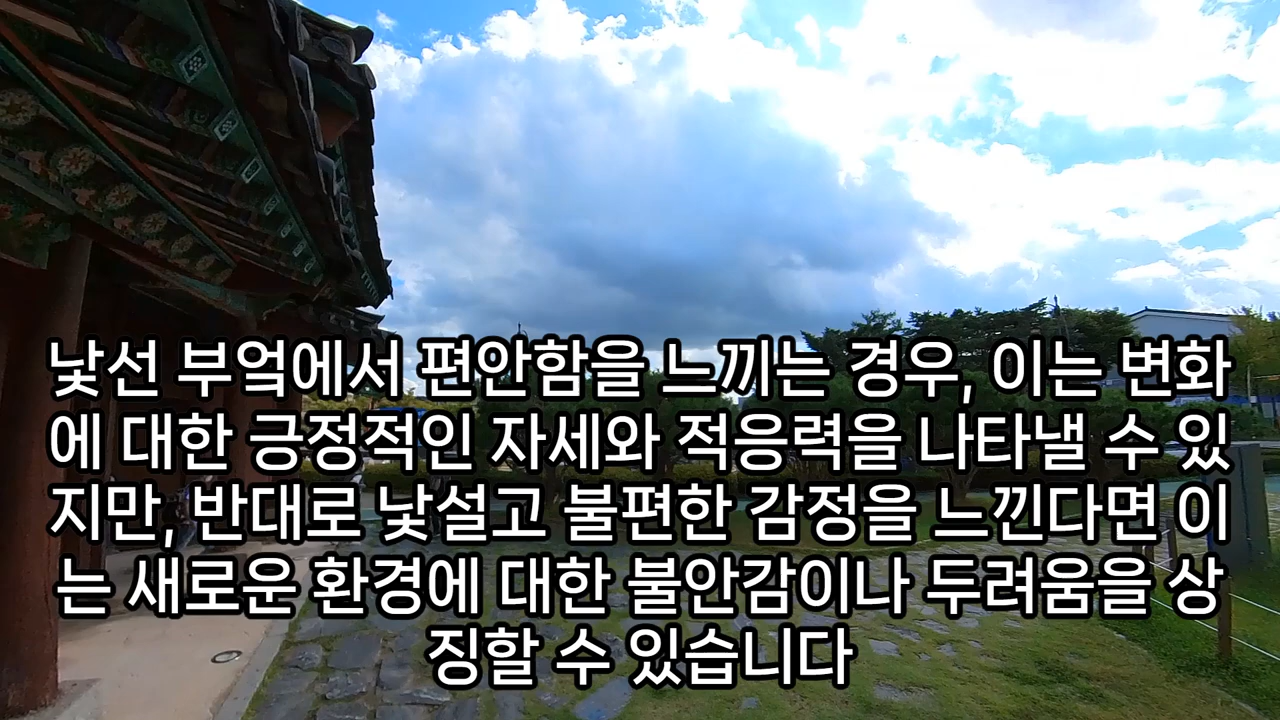 낯선 부엌에서 편안함을 느끼는 경우, 이는 변화
에 대한 긍정적인 자세와 적응력을 나타낼 수 있
지만, 반대로 낯설고 불편한 감정을 느낀다면 이
는 새로운 환경에 대한 불안감이나 두려움을 상
징할 수 있습니다